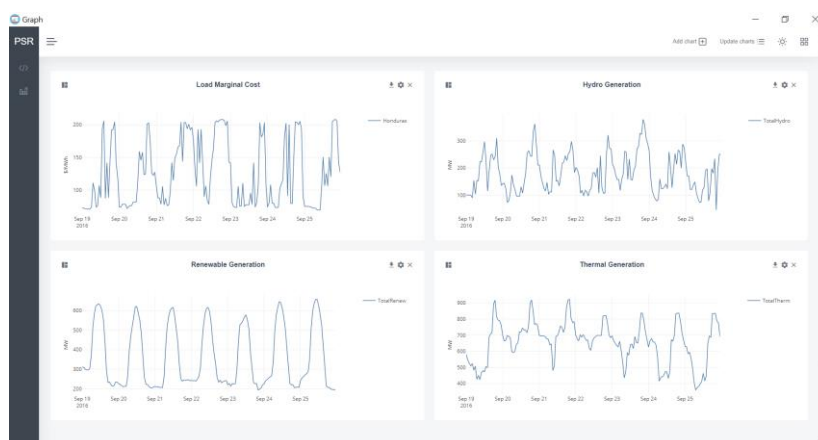 Graph
PSR
Add chart
Update charts
Load Marginal Cost
$/MWh
200
150
100
Sep 19 Sep 20 Sep 21 Sep 22 Sep 23 Sep 24 Sep 25
2016
Honduras
Hydro Generation
MW
300
200
100
Sep 19 Sep 20 Sep 21 Sep 22 Sep 23 Sep 24 Sep 25
2016
TotalHydro
Renewable Generation
MW
600
500
400
300
200
Sep 19 Sep 20 Sep 21 Sep 22 Sep 23 Sep 24 Sep 25
2016
TotalRenew
Thermal Generation
MW
900
800
700
600
500
400
Sep 19 Sep 20 Sep 21 Sep 22 Sep 23 Sep 24 Sep 25
2016
TotalTherm